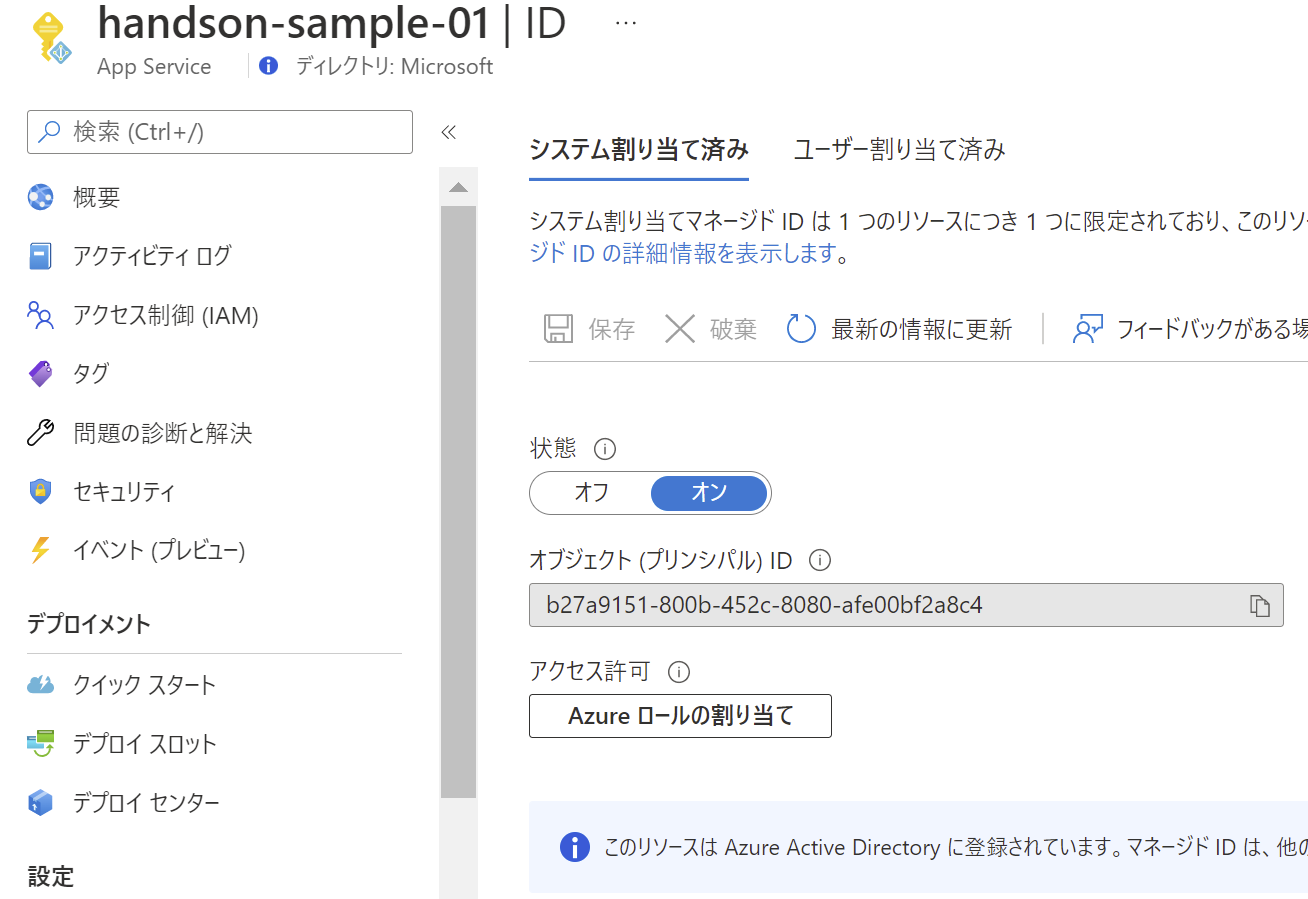 handson-sample-01 | ID ...
App Service
ディレクトリ: Microsoft
検索 (Ctrl+/)
概要
アクティビティ ログ
アクセス制御 (IAM)
タグ
問題の診断と解決
セキュリティ
イベント (プレビュー)
デプロイメント
クイック スタート
デプロイ スロット
デプロイ センター
設定
システム割り当て済み
ユーザー割り当て済み
システム割り当てマネージド ID は 1 つのリソースにつき 1 つに限定されており、このリソ
ジド ID の詳細情報を表示します。
保存
破棄
最新の情報に更新
フィードバックがある場
状態
オフ
オン
オブジェクト (プリンシパル) ID
b27a9151-800b-452c-8080-afe00bf2a8c4
アクセス許可
Azure ロールの割り当て
このリソースは Azure Active Directory に登録されています。マネージド ID は、他の